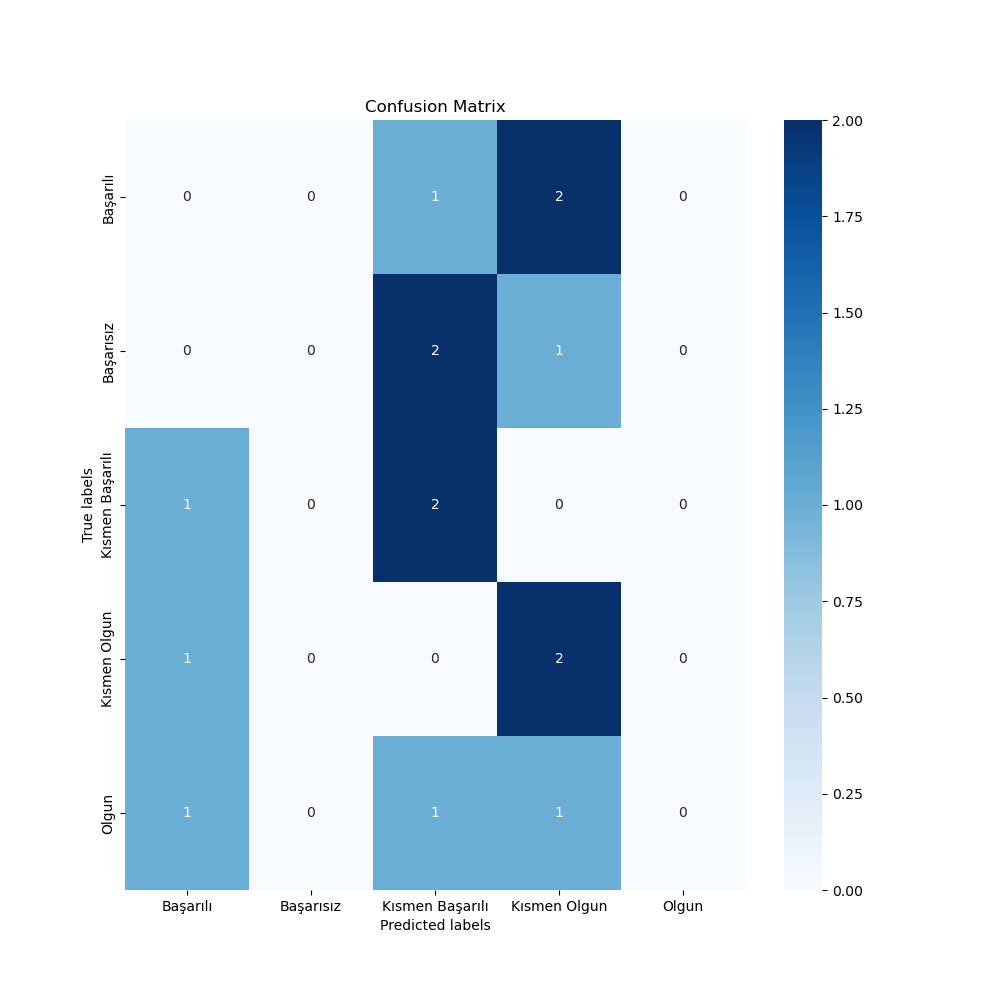 Confusion Matrix
True labels
Başarılı
0 0 1 2 0
Başarısız
0 0 2 1 0
Kısmen Başarılı
1 0 2 0 0
Kısmen Olgun
1 0 0 2 0
Olgun
1 0 1 1 0
Başarılı Başarısız Kısmen Başarılı Kısmen Olgun Olgun
Predicted labels
2.00
1.75
1.50
1.25
1.00
0.75
0.50
0.25
0.00